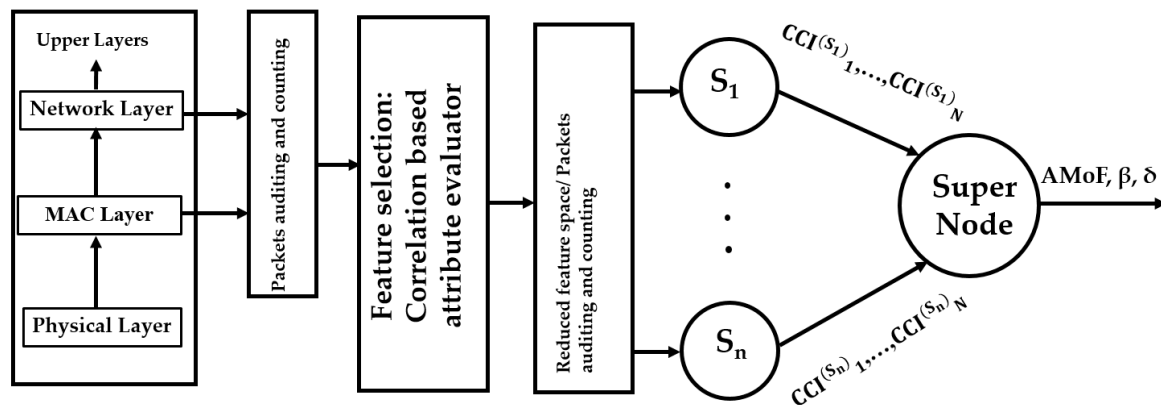 Upper Layers
Network Layer
MAC Layer
Physical Layer
Packets auditing and counting
Feature selection:
Correlation based
attribute evaluator
Reduced feature space/ Packets
auditing and counting
S₁
.
.
.
Sₙ
CCI⁽ˢ₁⁾₁,…,CCI⁽ˢ₁⁾_N
CCI⁽ˢₙ⁾₁,…,CCI⁽ˢₙ⁾_N
Super
Node
AMoF, β, δ